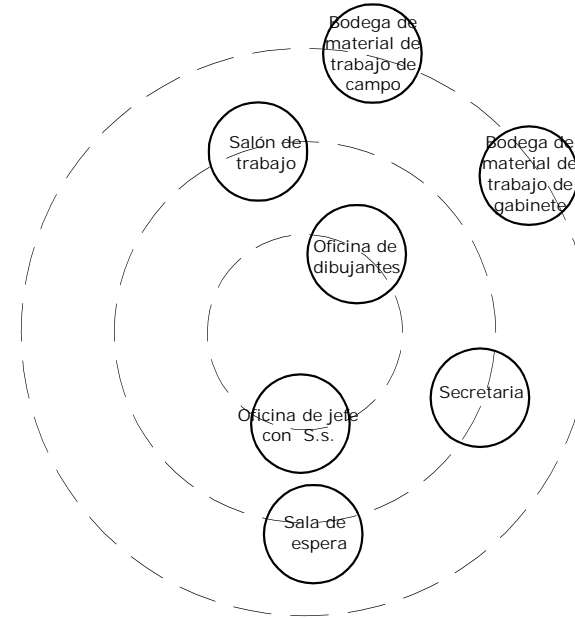 Bodega de
material de
trabajo de
campo
Salón de
trabajo
Bodega de
material de
trabajo de
gabinete
Oficina de
dibujantes
Secretaria
Oficina de jefe
con S.s.
Sala de
espera